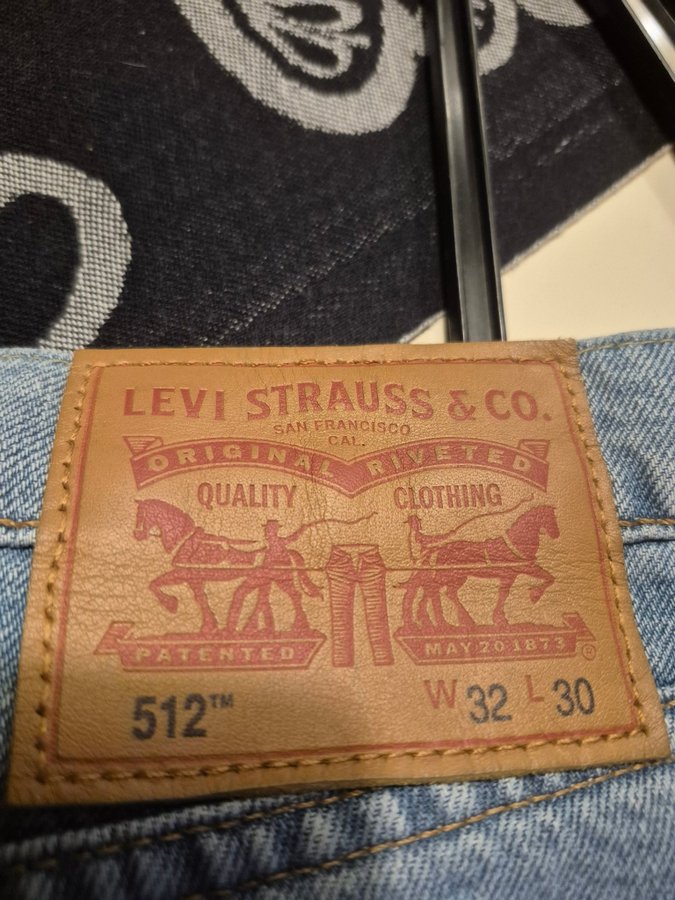 LEVI STRAUSS & CO.
SAN FRANCISCO
CAL.
ORIGINAL RIVETED
QUALITY CLOTHING
PATENTED MAY 20 1873 ®
512™ W 32 L 30